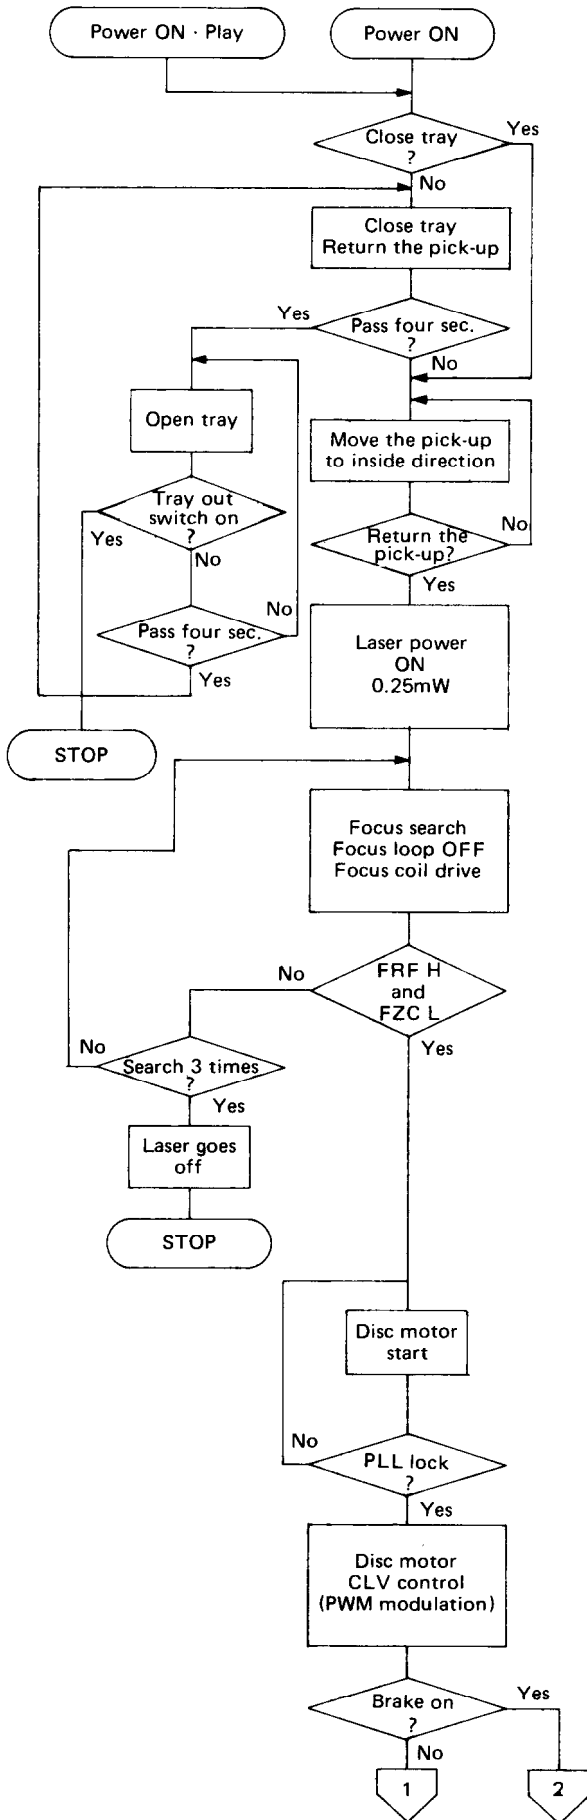 Power ON · Play
Power ON
Close tray
?
Yes
No
Close tray
Return the pick-up
Pass four sec.
?
Yes
No
Open tray
Move the pick-up
to inside direction
Tray out
switch on
?
Yes
No
Return the
pick-up?
No
Yes
Pass four sec.
?
No
Yes
Laser power
ON
0.25mW
STOP
Focus search
Focus loop OFF
Focus coil drive
FRF H
and
FZC L
No
Yes
Search 3 times
?
No
Yes
Laser goes
off
STOP
Disc motor
start
PLL lock
?
No
Yes
Disc motor
CLV control
(PWM modulation)
Brake on
?
Yes
No
1
2